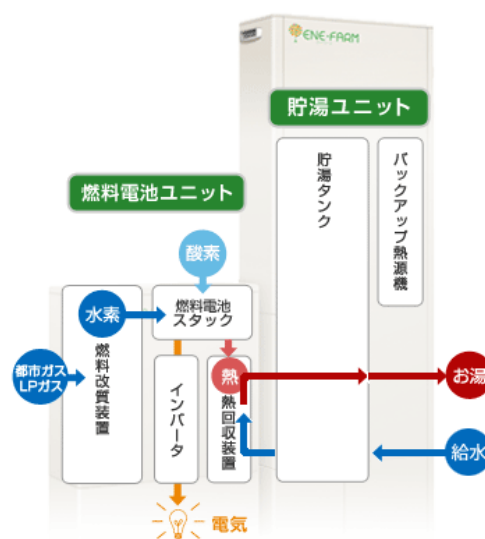 ENE-FARM
貯湯ユニット
貯湯タンク
バックアップ熱源機
燃料電池ユニット
酸素
水素
燃料電池
スタック
都市ガス
LPガス
燃料改質装置
インバータ
熱
熱回収装置
お湯
給水
電気